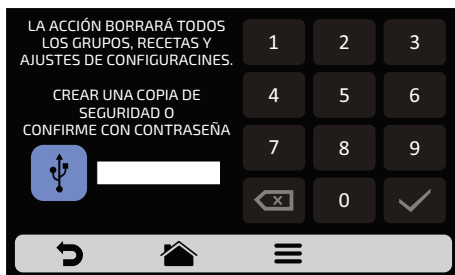 LA ACCIÓN BORRARÁ TODOS
LOS GRUPOS, RECETAS Y
AJUSTES DE CONFIGURACINES.
CREAR UNA COPIA DE
SEGURIDAD O
CONFIRME CON CONTRASEÑA
1 2 3
4 5 6
7 8 9
0